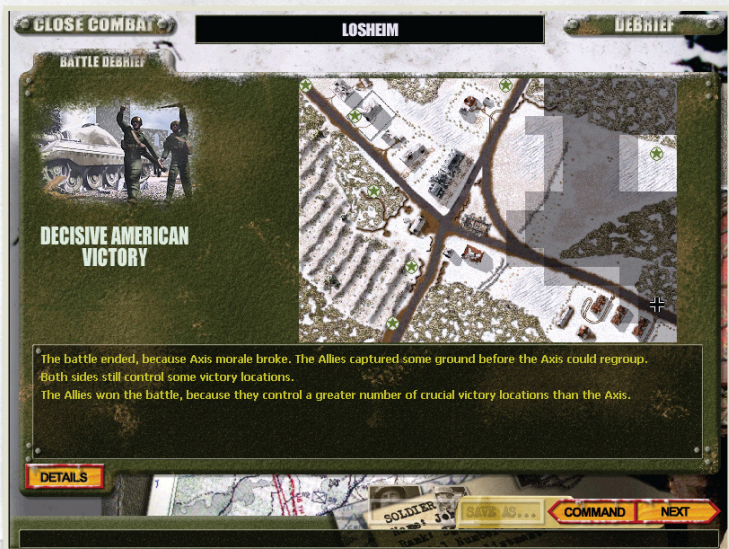 CLOSE COMBAT
LOSHEIM
DEBRIEF
BATTLE DEBRIEF
DECISIVE AMERICAN
VICTORY
The battle ended, because Axis morale broke. The Allies captured some ground before the Axis could regroup.
Both sides still control some victory locations.
The Allies won the battle, because they control a greater number of crucial victory locations than the Axis.
DETAILS
SOLDIER
SAVE AS...
COMMAND
NEXT